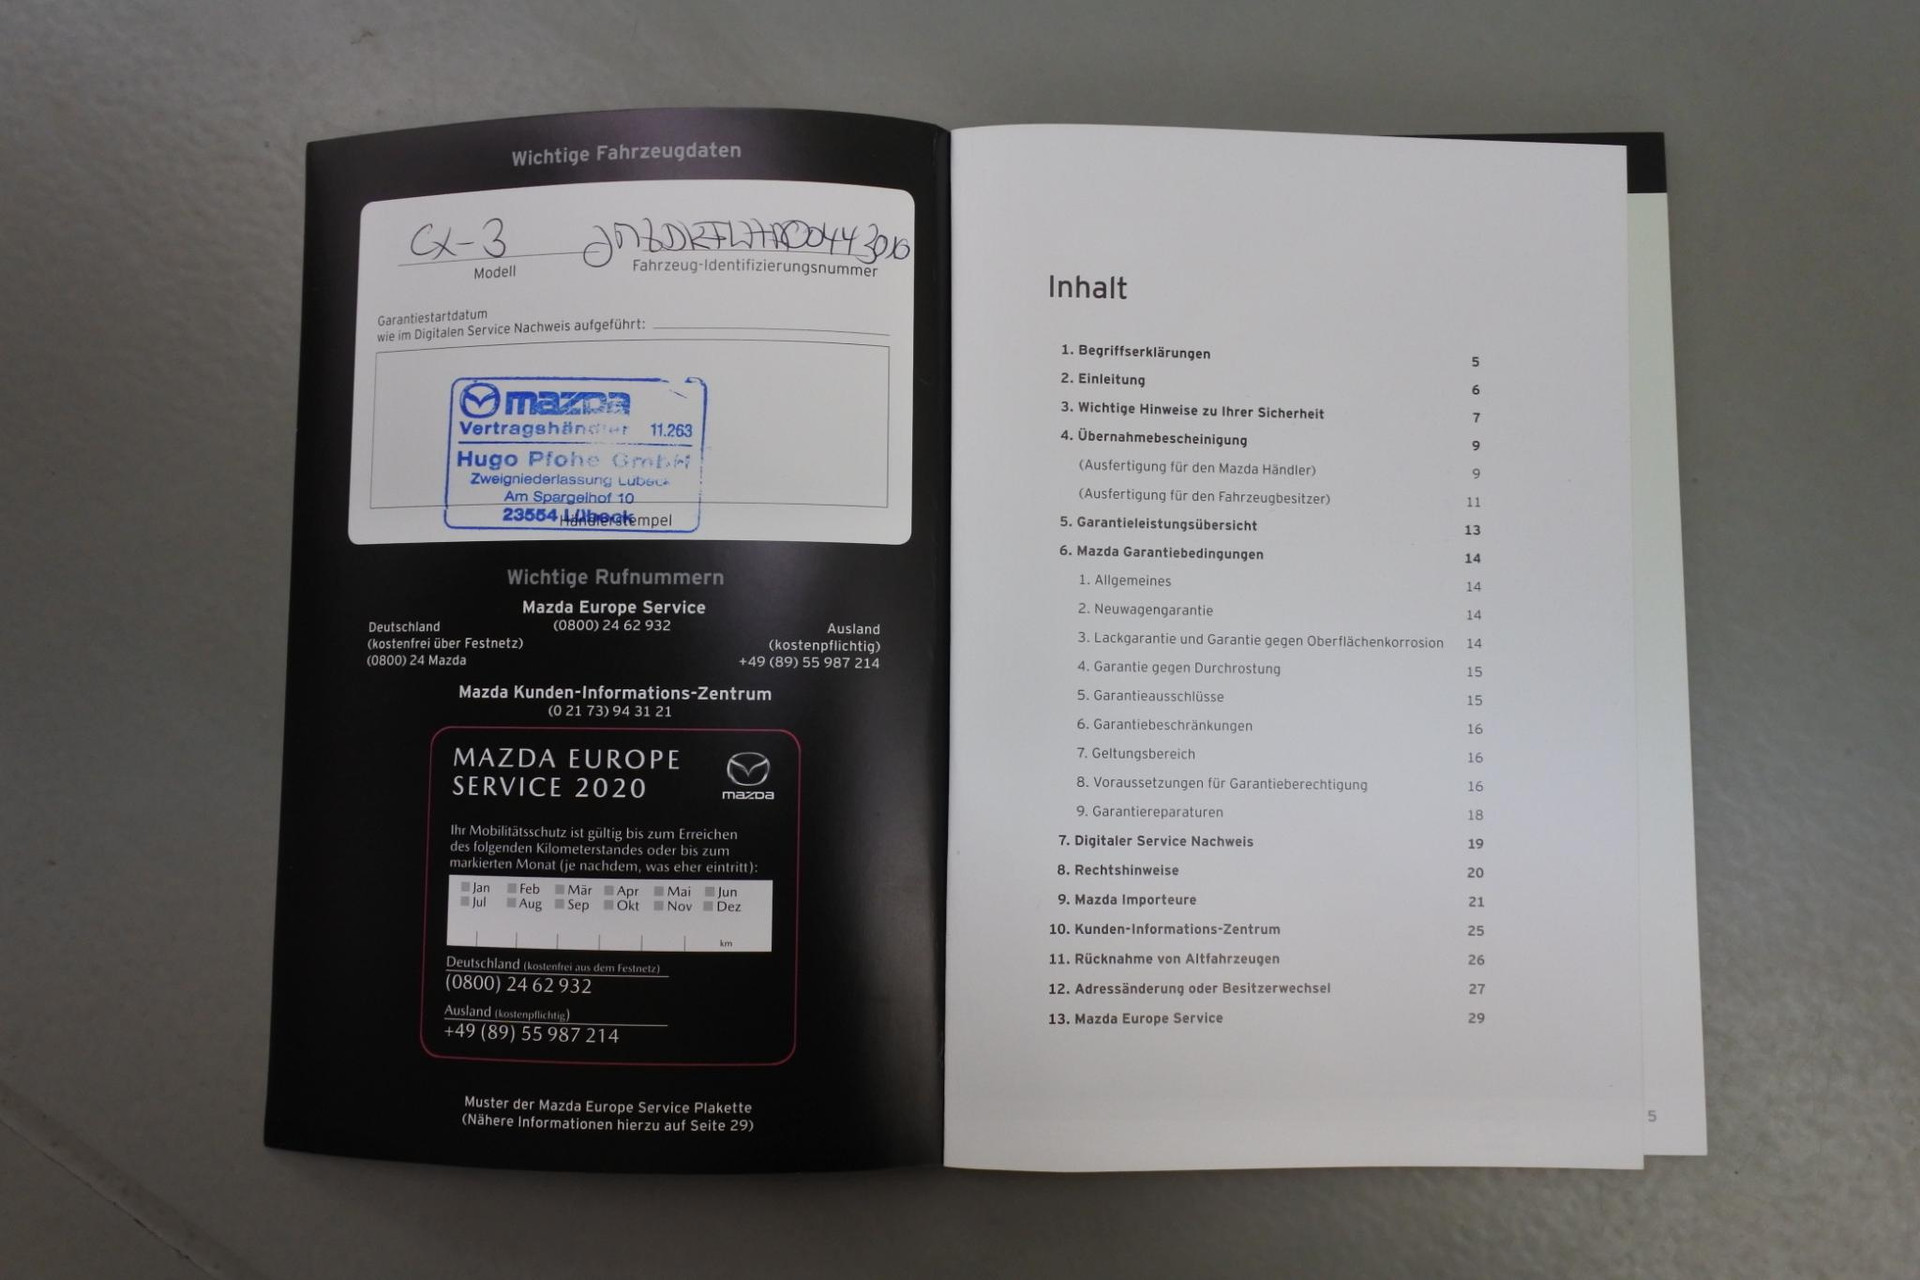 Wichtige Fahrzeugdaten
CX-3
Modell
Fahrzeug-Identifizierungsnummer
Garantiestartdatum
wie im Digitalen Service Nachweis aufgeführt:
mazda
Vertragshändler 11.263
Hugo Pfohe GmbH
Zweigniederlassung Lübeck
Am Spargelhof 10
23554 Lübeck
Händlerstempel
Wichtige Rufnummern
Mazda Europe Service
(0800) 24 62 932
Deutschland
(kostenfrei über Festnetz)
(0800) 24 Mazda
Ausland
(kostenpflichtig)
+49 (89) 55 987 214
Mazda Kunden-Informations-Zentrum
(0 21 73) 94 31 21
MAZDA EUROPE
SERVICE 2020
mazda
Ihr Mobilitätsschutz ist gültig bis zum Erreichen
des folgenden Kilometerstandes oder bis zum
markierten Monat (je nachdem, was eher eintritt):
Jan Feb Mär Apr Mai Jun
Jul Aug Sep Okt Nov Dez
km
Deutschland (kostenfrei aus dem Festnetz)
(0800) 24 62 932
Ausland (kostenpflichtig)
+49 (89) 55 987 214
Muster der Mazda Europe Service Plakette
(Nähere Informationen hierzu auf Seite 29)
Inhalt
1. Begriffserklärungen 5
2. Einleitung 6
3. Wichtige Hinweise zu Ihrer Sicherheit 7
4. Übernahmebescheinigung 9
(Ausfertigung für den Mazda Händler) 9
(Ausfertigung für den Fahrzeugbesitzer) 11
5. Garantieleistungsübersicht 13
6. Mazda Garantiebedingungen 14
1. Allgemeines 14
2. Neuwagengarantie 14
3. Lackgarantie und Garantie gegen Oberflächenkorrosion 14
4. Garantie gegen Durchrostung 15
5. Garantieausschlüsse 15
6. Garantiebeschränkungen 16
7. Geltungsbereich 16
8. Voraussetzungen für Garantieberechtigung 16
9. Garantiereparaturen 18
7. Digitaler Service Nachweis 19
8. Rechtshinweise 20
9. Mazda Importeure 21
10. Kunden-Informations-Zentrum 25
11. Rücknahme von Altfahrzeugen 26
12. Adressänderung oder Besitzerwechsel 27
13. Mazda Europe Service 29
5